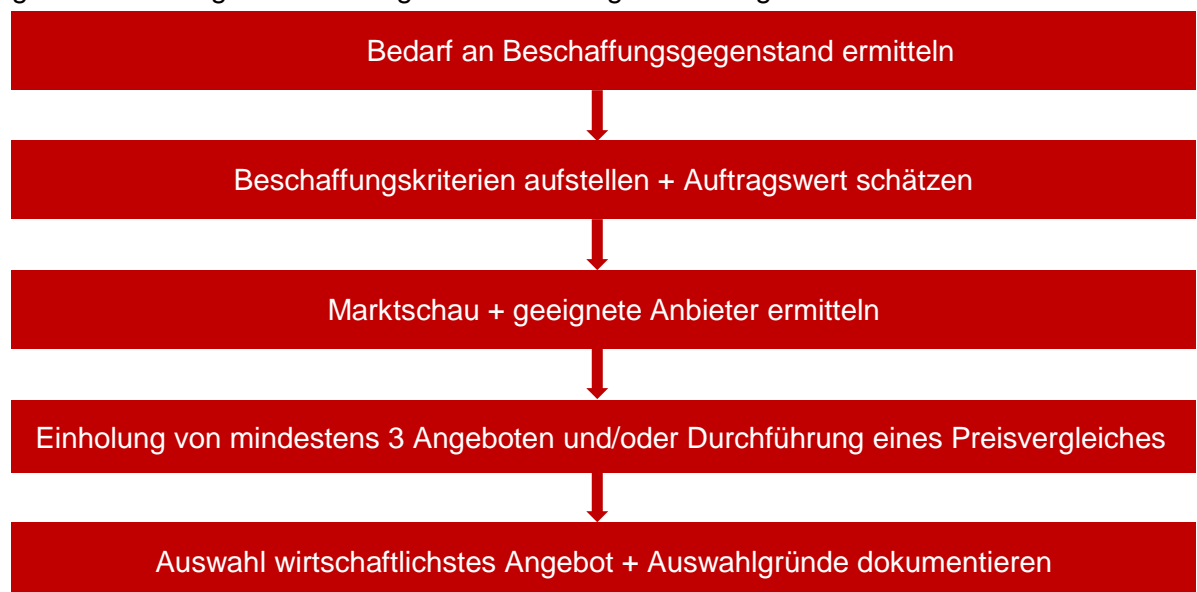 Bedarf an Beschaffungsgegenstand ermitteln
Beschaffungskriterien aufstellen + Auftragswert schätzen
Marktschau + geeignete Anbieter ermitteln
Einholung von mindestens 3 Angeboten und/oder Durchführung eines Preisvergleiches
Auswahl wirtschaftlichstes Angebot + Auswahlgründe dokumentieren